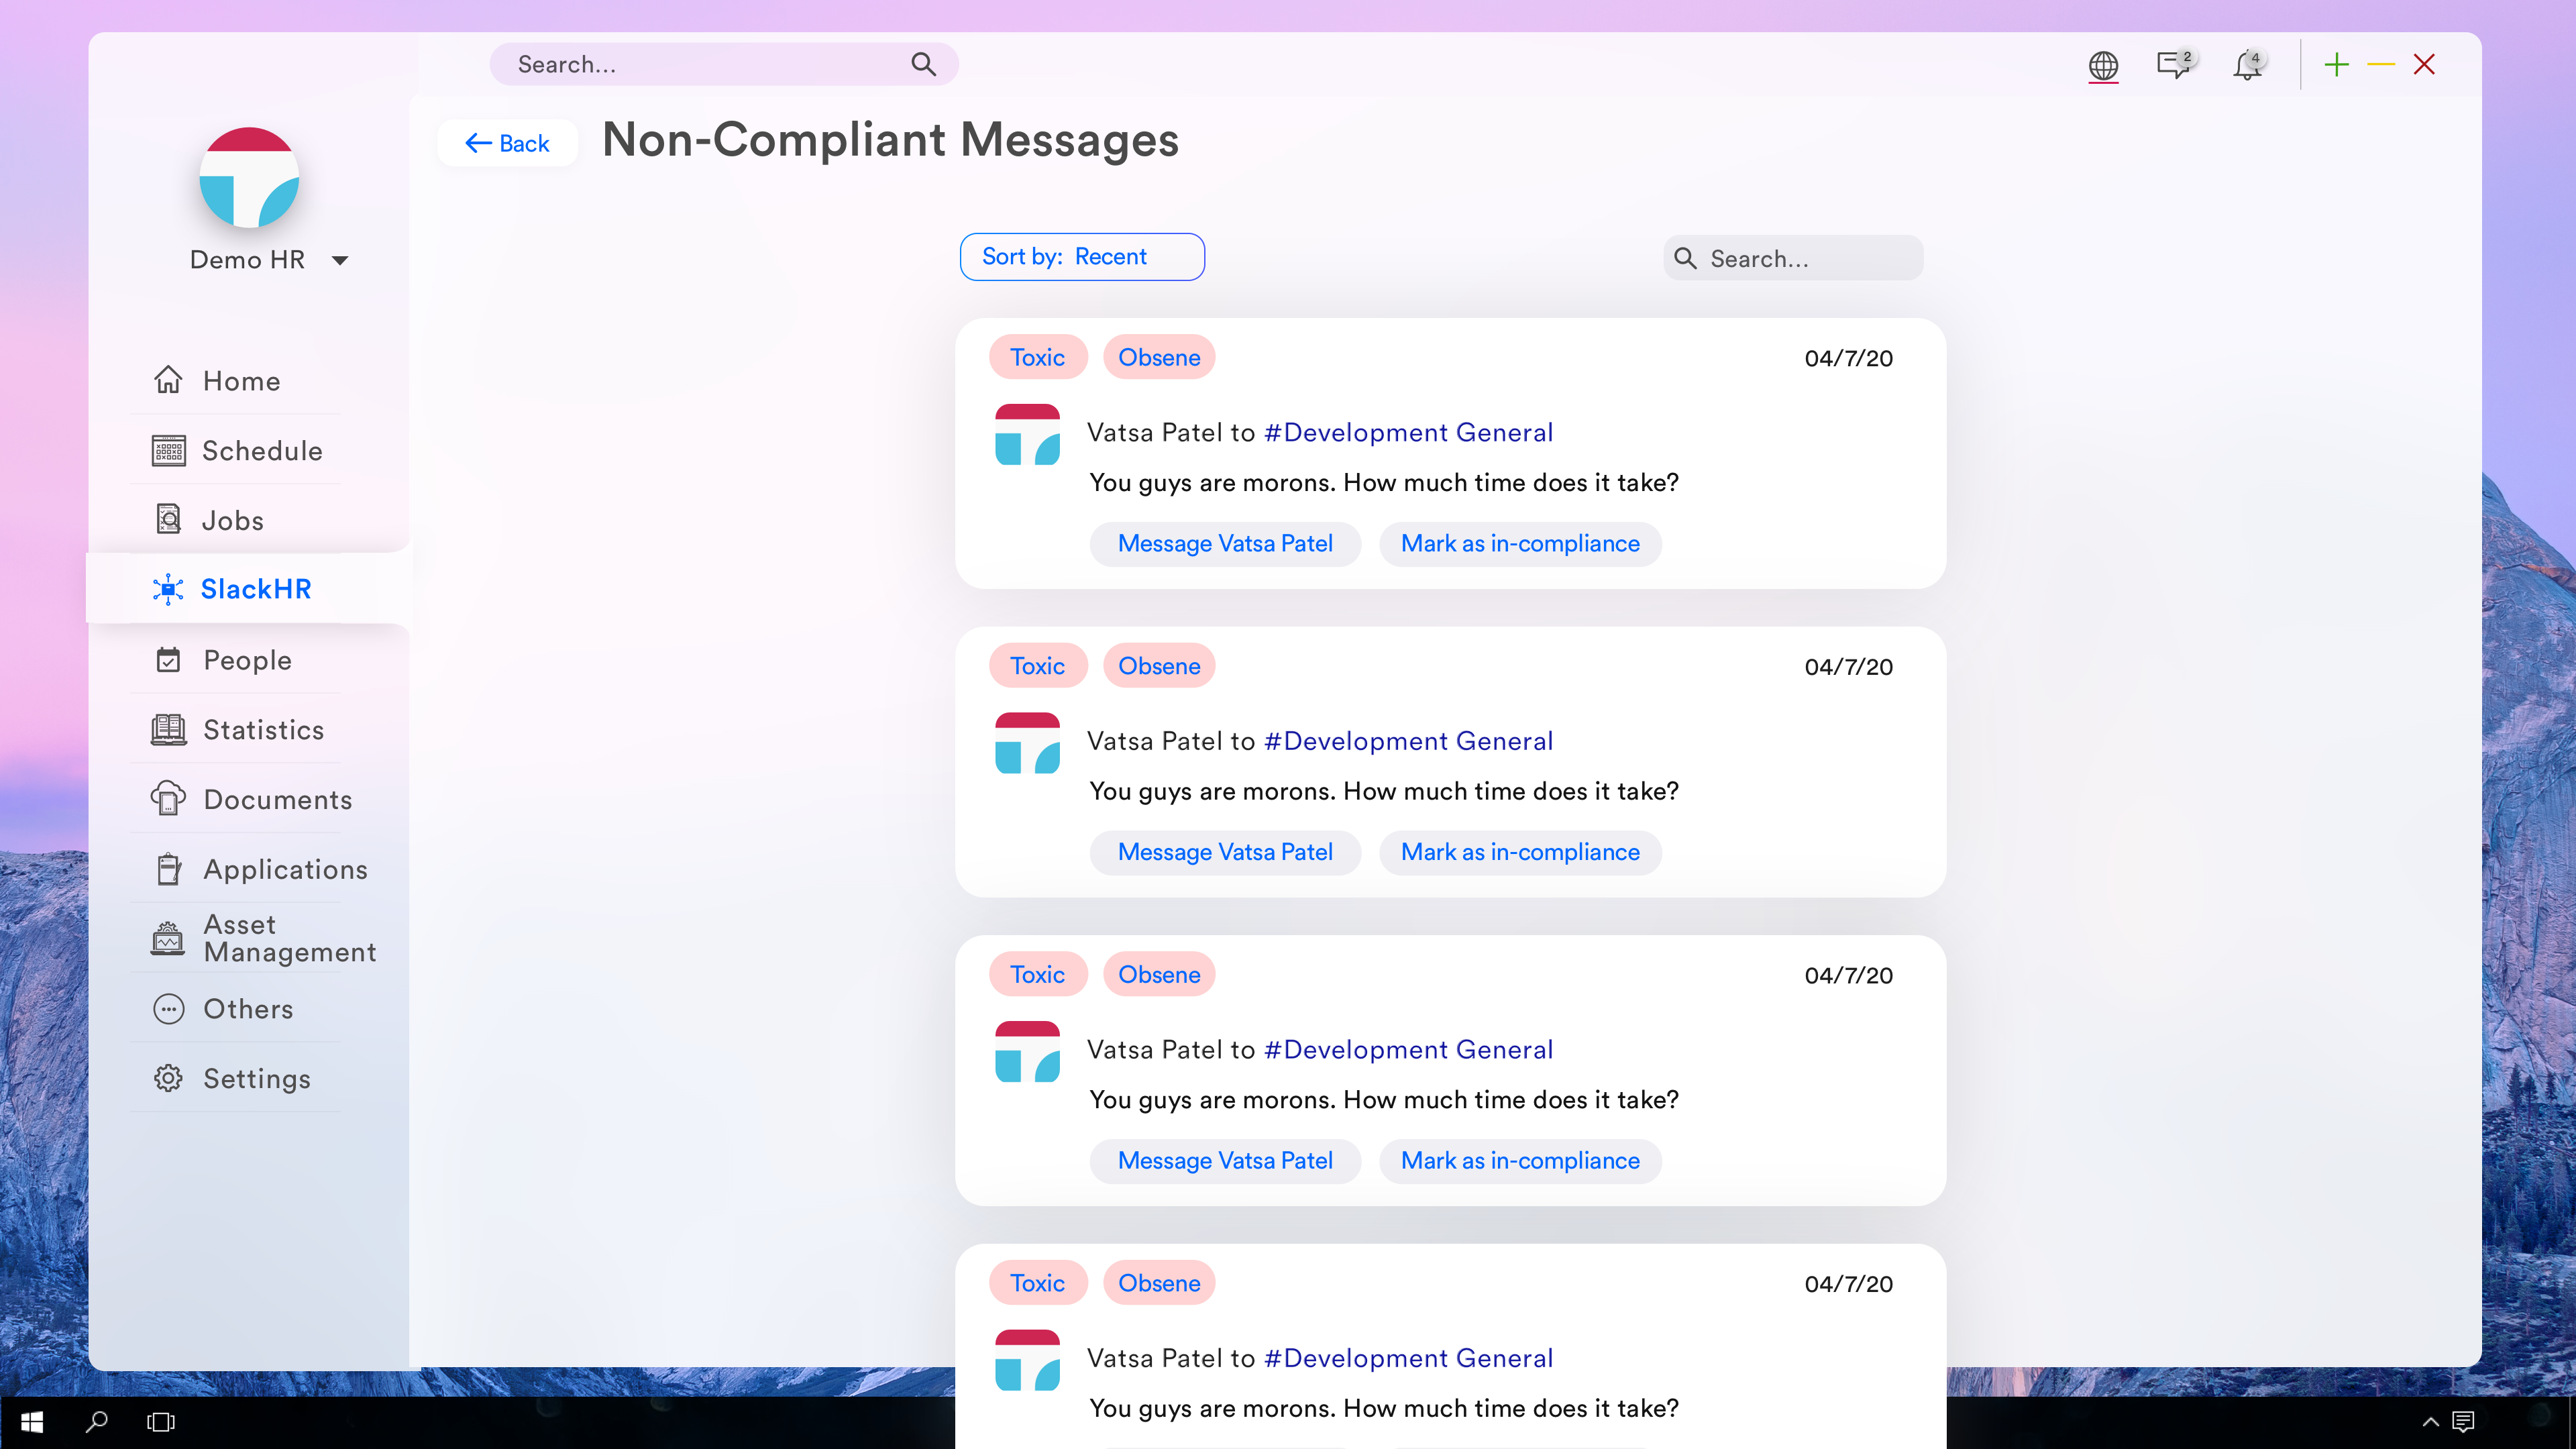 Search...
2
4
Back
Non-Compliant Messages
Demo HR
Sort by: Recent
Search...
Home
Schedule
Jobs
SlackHR
People
Statistics
Documents
Applications
Asset
Management
Others
Settings
Toxic
Obsene
04/7/20
Vatsa Patel to #Development General
You guys are morons. How much time does it take?
Message Vatsa Patel
Mark as in-compliance
Toxic
Obsene
04/7/20
Vatsa Patel to #Development General
You guys are morons. How much time does it take?
Message Vatsa Patel
Mark as in-compliance
Toxic
Obsene
04/7/20
Vatsa Patel to #Development General
You guys are morons. How much time does it take?
Message Vatsa Patel
Mark as in-compliance
Toxic
Obsene
04/7/20
Vatsa Patel to #Development General
You guys are morons. How much time does it take?